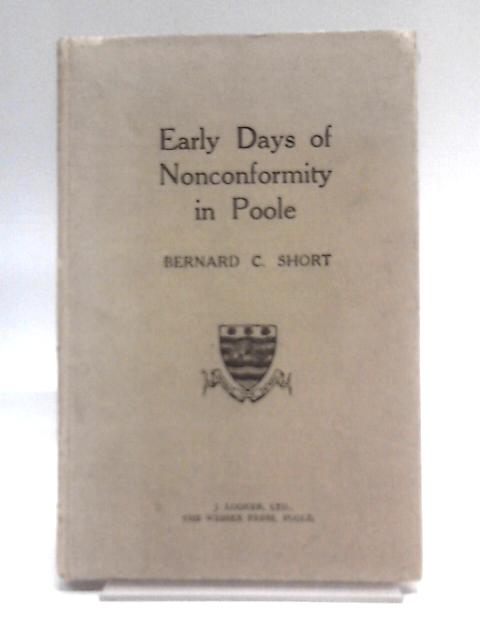 Early Days of
Nonconformity
in Poole
BERNARD C. SHORT
J. LOOKER, LTD.,
THE WESSEX PRESS, POOLE.